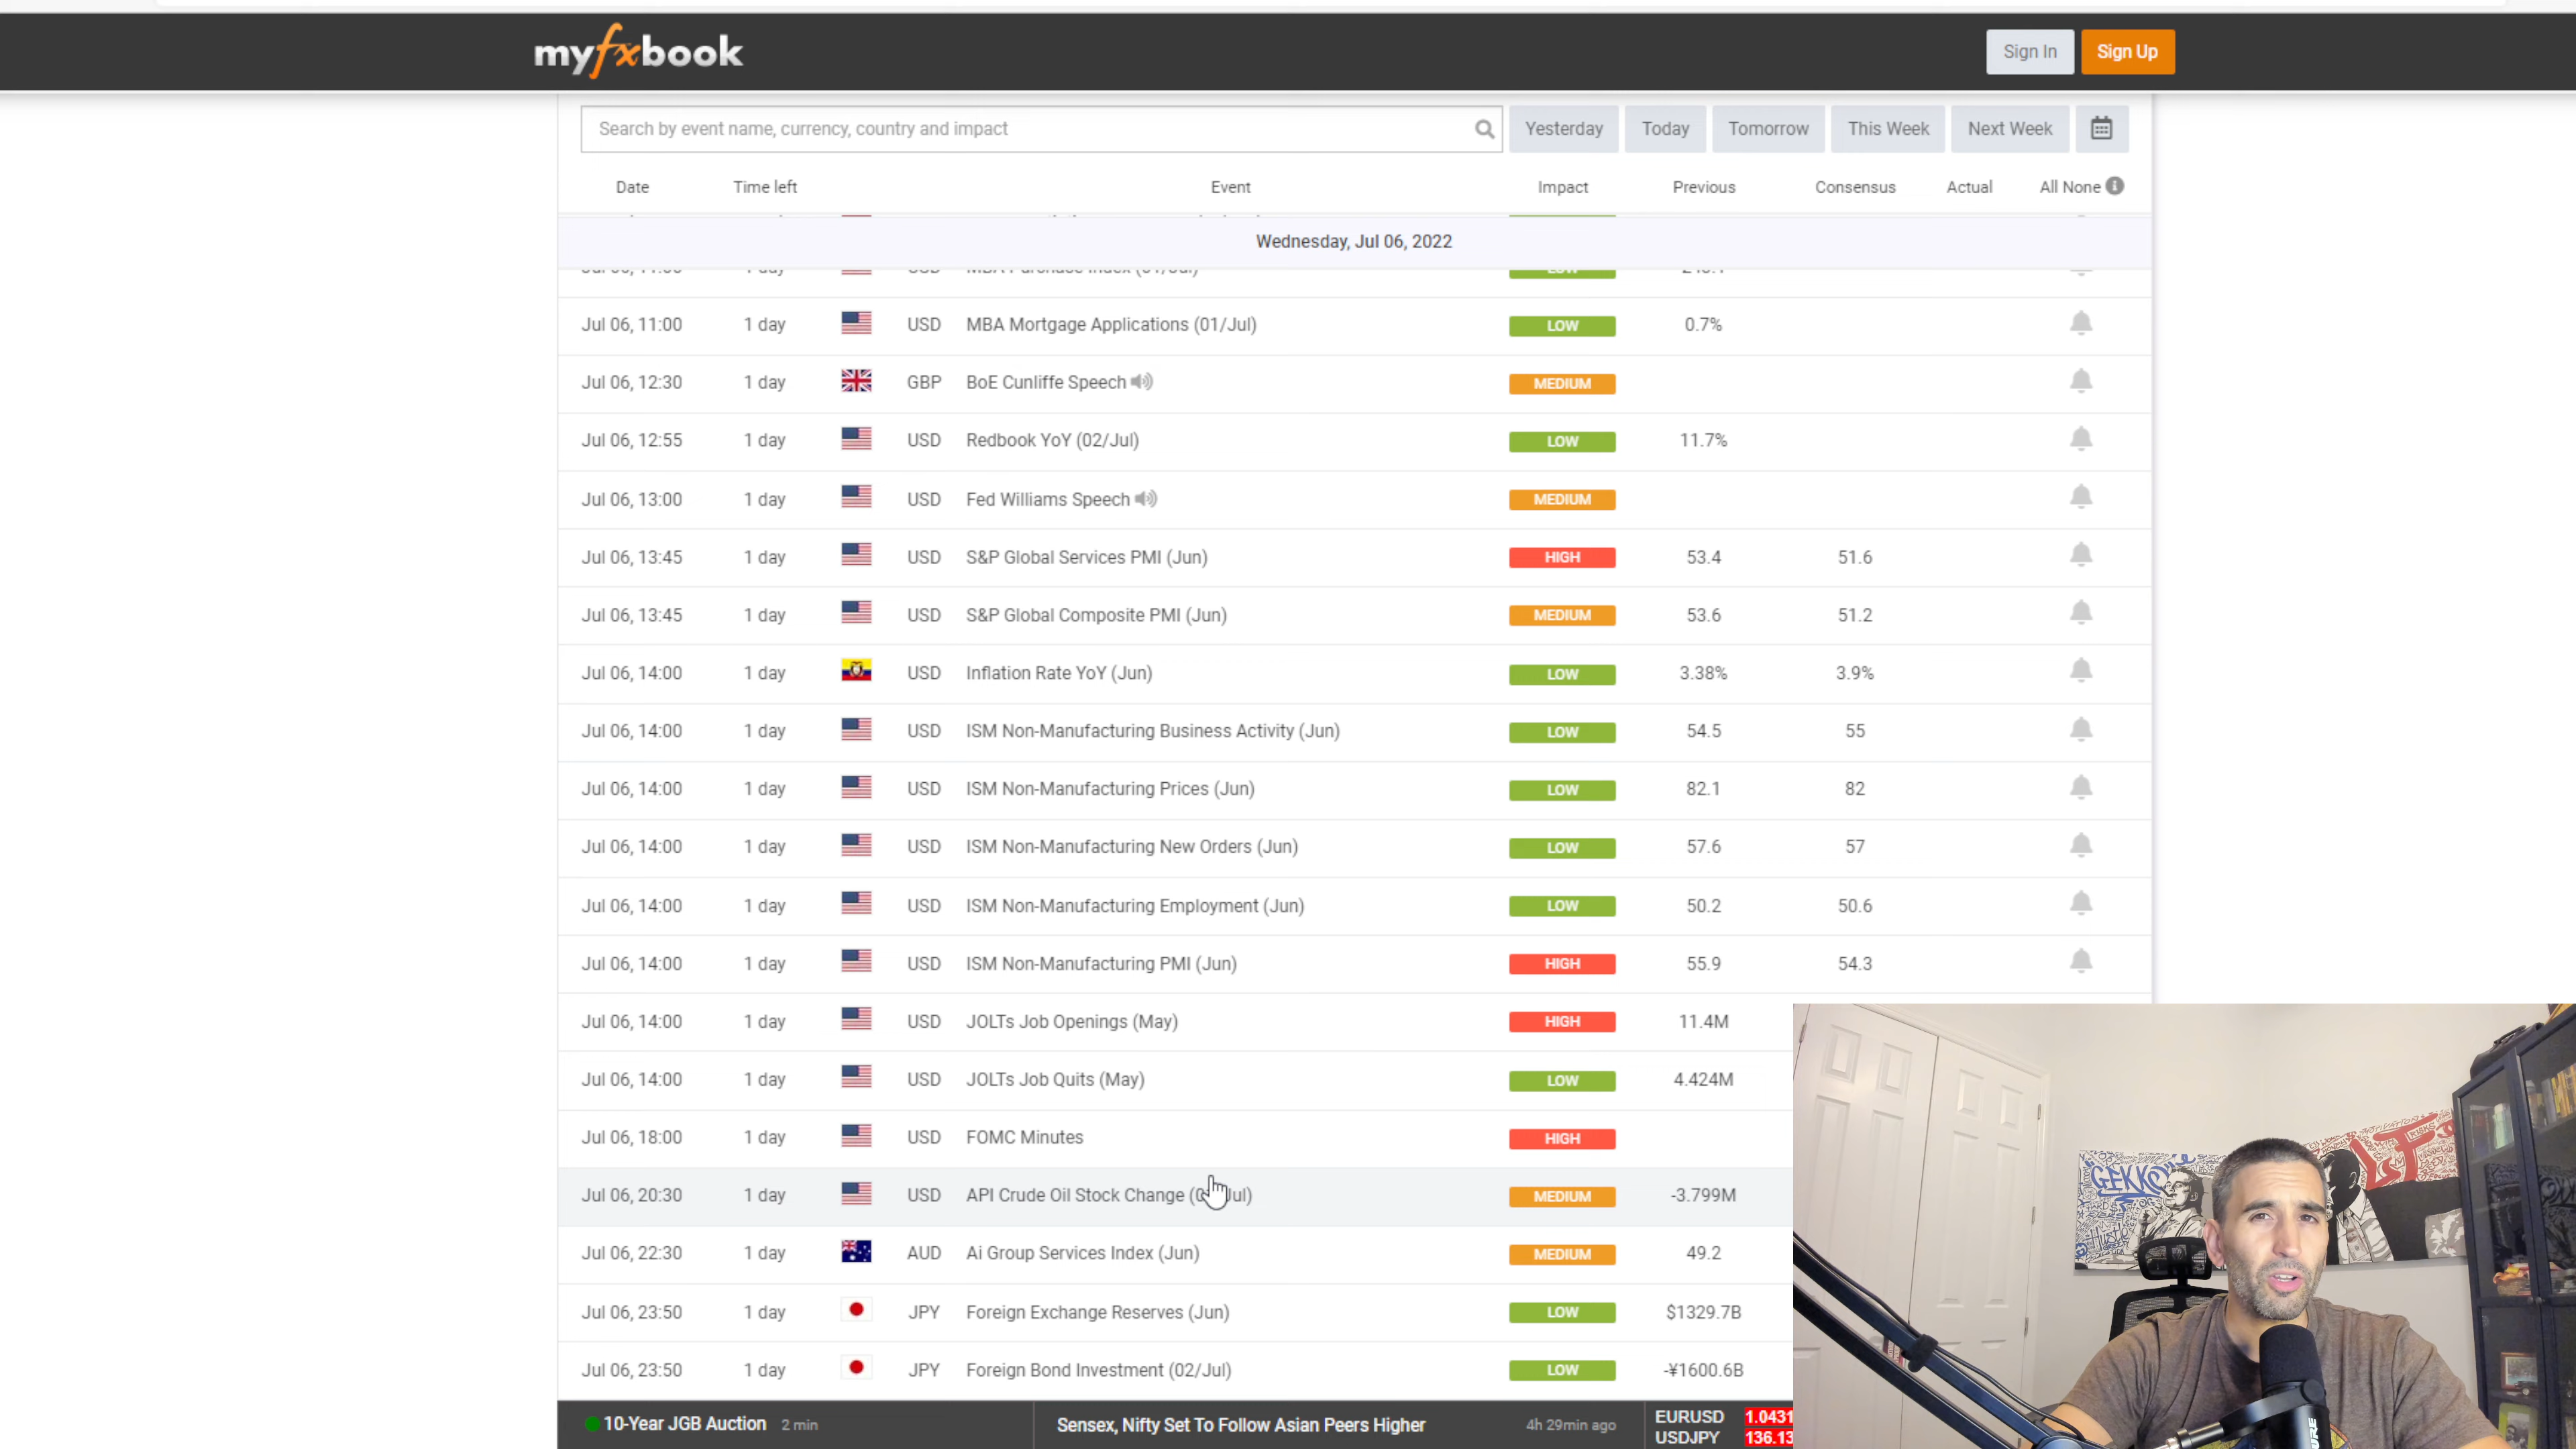 myfxbook
Sign In
Sign Up
Search by event name, currency, country and impact
Yesterday
Today
Tomorrow
This Week
Next Week
Date Time left Event Impact Previous Consensus Actual All None
Wednesday, Jul 06, 2022
Jul 06, 11:00 1 day USD MBA Mortgage Applications (01/Jul) LOW 0.7%
Jul 06, 12:30 1 day GBP BoE Cunliffe Speech MEDIUM
Jul 06, 12:55 1 day USD Redbook YoY (02/Jul) LOW 11.7%
Jul 06, 13:00 1 day USD Fed Williams Speech MEDIUM
Jul 06, 13:45 1 day USD S&P Global Services PMI (Jun) HIGH 53.4 51.6
Jul 06, 13:45 1 day USD S&P Global Composite PMI (Jun) MEDIUM 53.6 51.2
Jul 06, 14:00 1 day USD Inflation Rate YoY (Jun) LOW 3.38% 3.9%
Jul 06, 14:00 1 day USD ISM Non-Manufacturing Business Activity (Jun) LOW 54.5 55
Jul 06, 14:00 1 day USD ISM Non-Manufacturing Prices (Jun) LOW 82.1 82
Jul 06, 14:00 1 day USD ISM Non-Manufacturing New Orders (Jun) LOW 57.6 57
Jul 06, 14:00 1 day USD ISM Non-Manufacturing Employment (Jun) LOW 50.2 50.6
Jul 06, 14:00 1 day USD ISM Non-Manufacturing PMI (Jun) HIGH 55.9 54.3
Jul 06, 14:00 1 day USD JOLTs Job Openings (May) HIGH 11.4M
Jul 06, 14:00 1 day USD JOLTs Job Quits (May) LOW 4.424M
Jul 06, 18:00 1 day USD FOMC Minutes HIGH
Jul 06, 20:30 1 day USD API Crude Oil Stock Change MEDIUM -3.799M
Jul 06, 22:30 1 day AUD Ai Group Services Index (Jun) MEDIUM 49.2
Jul 06, 23:50 1 day JPY Foreign Exchange Reserves (Jun) LOW $1329.7B
Jul 06, 23:50 1 day JPY Foreign Bond Investment (02/Jul) LOW -¥1600.6B
10-Year JGB Auction 2 min
Sensex, Nifty Set To Follow Asian Peers Higher 4h 29min ago
EURUSD 1.0431
USDJPY 136.13
GEKKO
Hustle